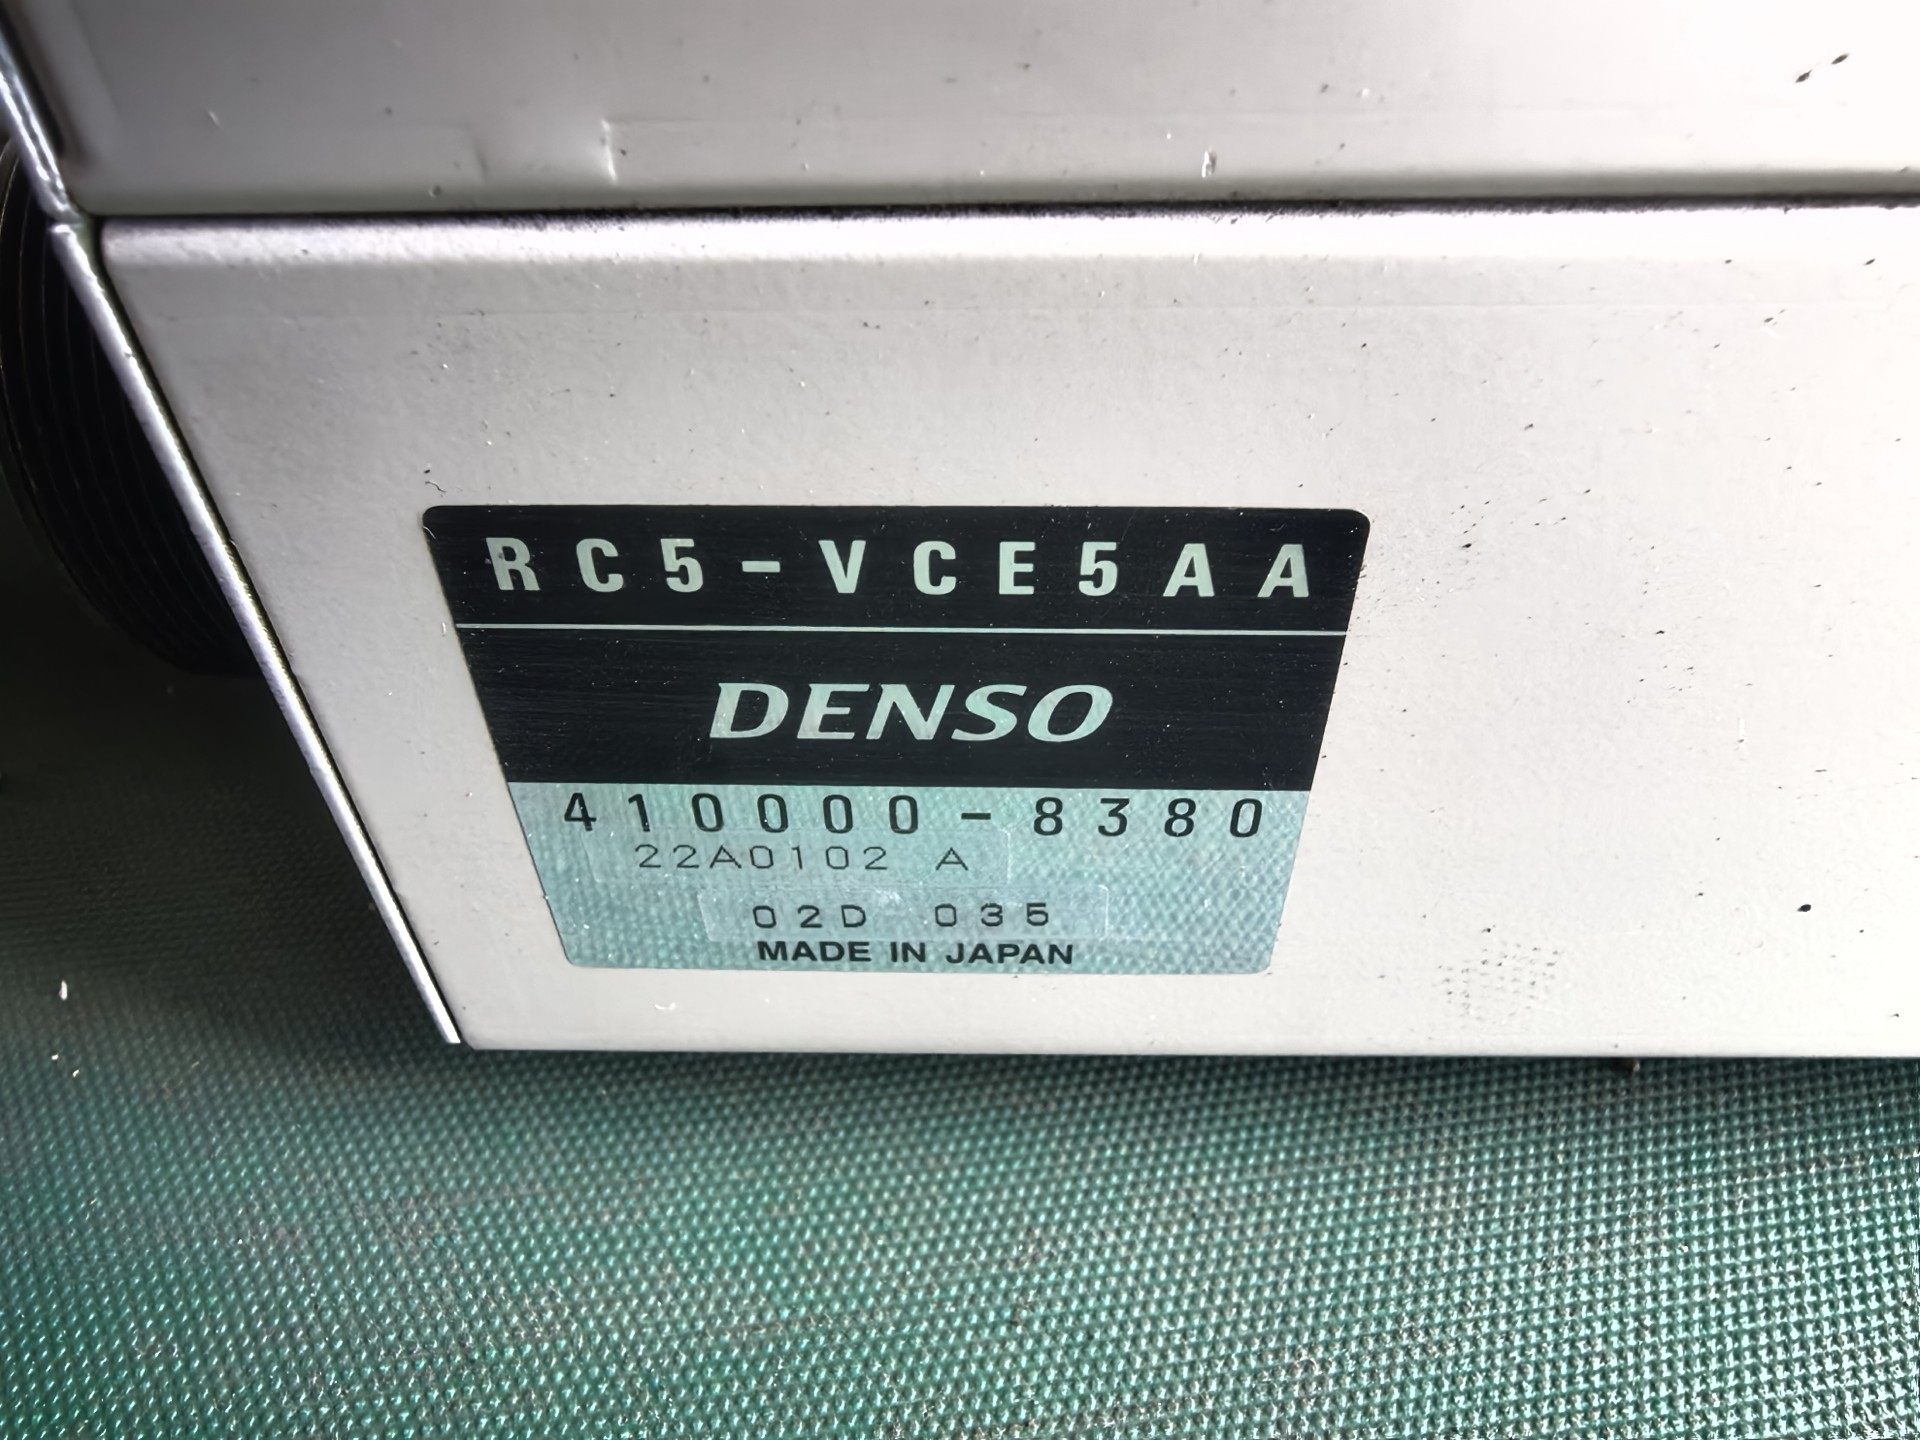 RC5-VCE5AA
DENSO
410000-8380
22A0102 A
02D 035
MADE IN JAPAN